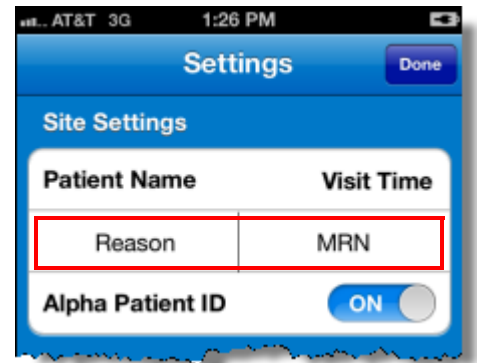 AT&T 3G 1:26 PM
Settings Done
Site Settings
Patient Name Visit Time
Reason MRN
Alpha Patient ID ON